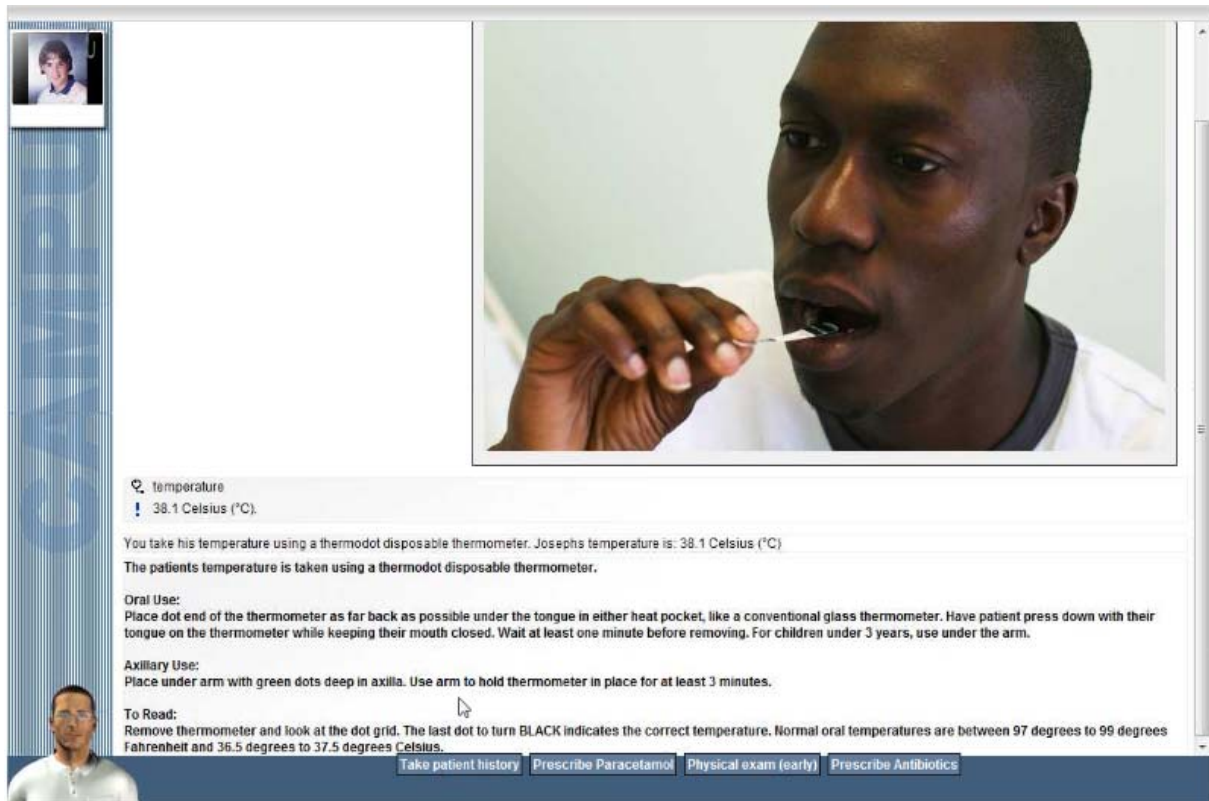 CAMPU
temperature
38.1 Celsius (°C).
You take his temperature using a thermodot disposable thermometer. Josephs temperature is: 38.1 Celsius (°C)
The patients temperature is taken using a thermodot disposable thermometer.
Oral Use:
Place dot end of the thermometer as far back as possible under the tongue in either heat pocket, like a conventional glass thermometer. Have patient press down with their
tongue on the thermometer while keeping their mouth closed. Wait at least one minute before removing. For children under 3 years, use under the arm.
Axillary Use:
Place under arm with green dots deep in axilla. Use arm to hold thermometer in place for at least 3 minutes.
To Read:
Remove thermometer and look at the dot grid. The last dot to turn BLACK indicates the correct temperature. Normal oral temperatures are between 97 degrees to 99 degrees
Fahrenheit and 36.5 degrees to 37.5 degrees Celsius.
Take patient history Prescribe Paracetamol Physical exam (early) Prescribe Antibiotics